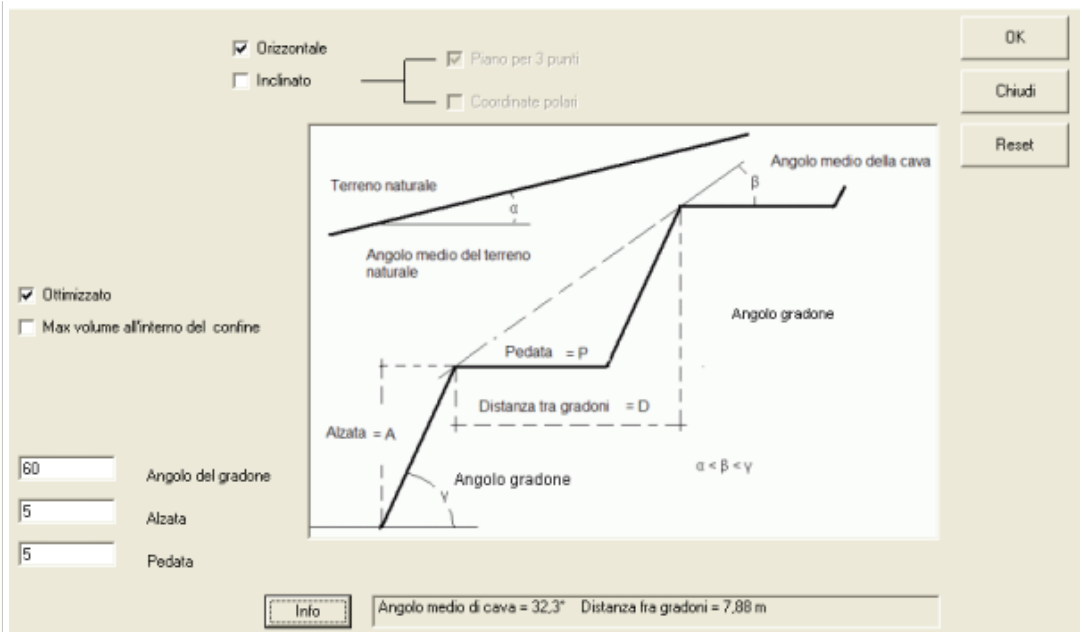 Orizzontale
Inclinato
Piano per 3 punti
Coordinate polari
OK
Chiudi
Reset
Terreno naturale
α
Angolo medio del terreno
naturale
Angolo medio della cava
β
Angolo gradone
Pedata = P
Distanza tra gradoni = D
Alzata = A
Angolo gradone
γ
α < β < γ
Ottimizzato
Max volume all'interno del confine
60
Angolo del gradone
5
Alzata
5
Pedata
Info
Angolo medio di cava = 32,3° Distanza fra gradoni = 7,88 m